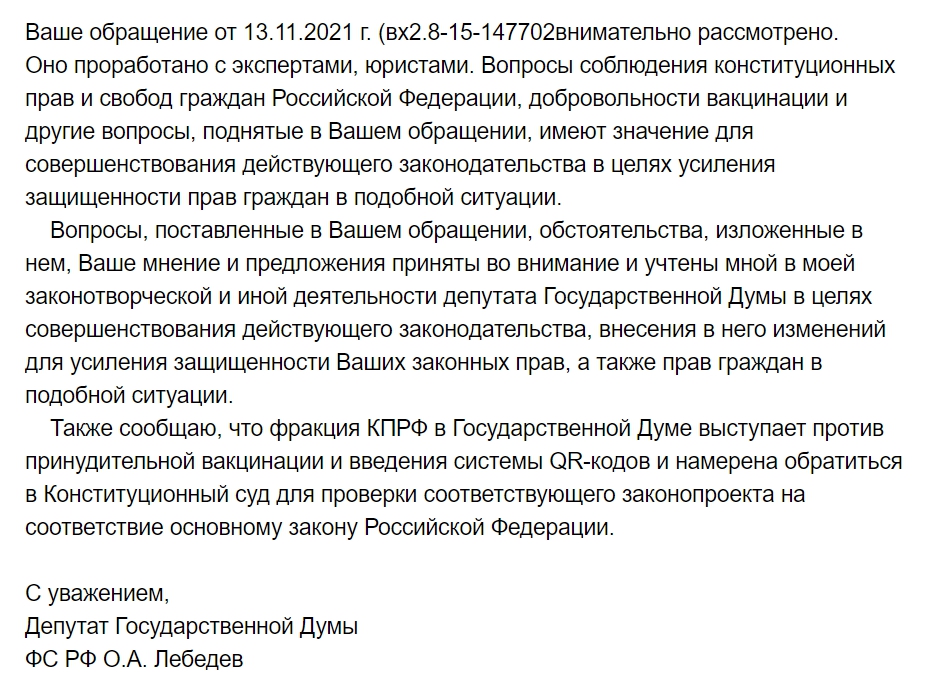 Ваше обращение от 13.11.2021 г. (вх2.8-15-147702внимательно рассмотрено.
Оно проработано с экспертами, юристами. Вопросы соблюдения конституционных
прав и свобод граждан Российской Федерации, добровольности вакцинации и
другие вопросы, поднятые в Вашем обращении, имеют значение для
совершенствования действующего законодательства в целях усиления
защищенности прав граждан в подобной ситуации.
Вопросы, поставленные в Вашем обращении, обстоятельства, изложенные в
нем, Ваше мнение и предложения приняты во внимание и учтены мной в моей
законотворческой и иной деятельности депутата Государственной Думы в целях
совершенствования действующего законодательства, внесения в него изменений
для усиления защищенности Ваших законных прав, а также прав граждан в
подобной ситуации.
Также сообщаю, что фракция КПРФ в Государственной Думе выступает против
принудительной вакцинации и введения системы QR-кодов и намерена обратиться
в Конституционный суд для проверки соответствующего законопроекта на
соответствие основному закону Российской Федерации.
С уважением,
Депутат Государственной Думы
ФС РФ О.А. Лебедев